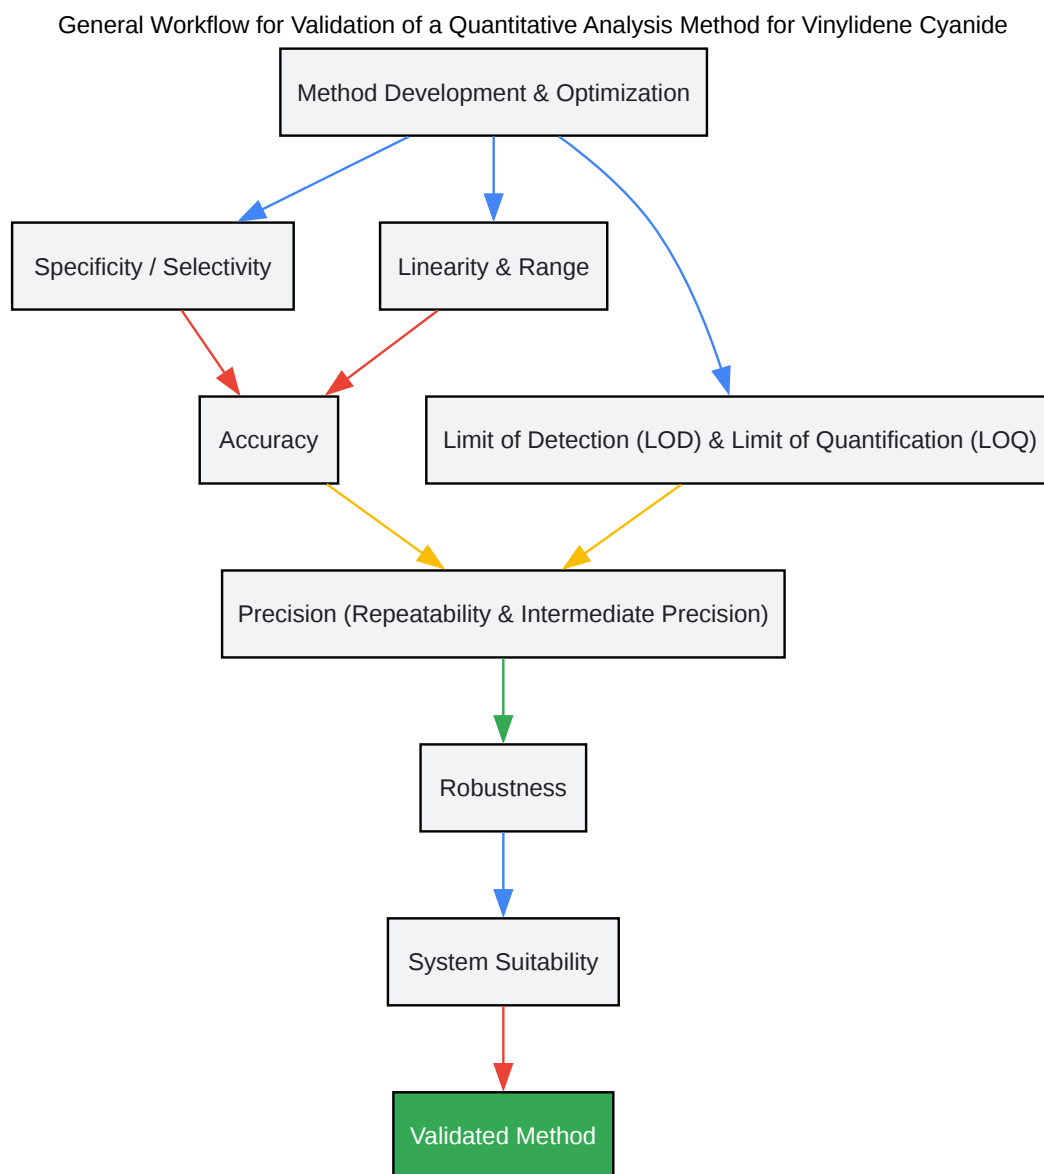 General Workflow for Validation of a Quantitative Analysis Method for Vinylidene Cyanide
Method Development & Optimization
Specificity / Selectivity
Linearity & Range
Accuracy
Limit of Detection (LOD) & Limit of Quantification (LOQ)
Precision (Repeatability & Intermediate Precision)
Robustness
System Suitability
Validated Method